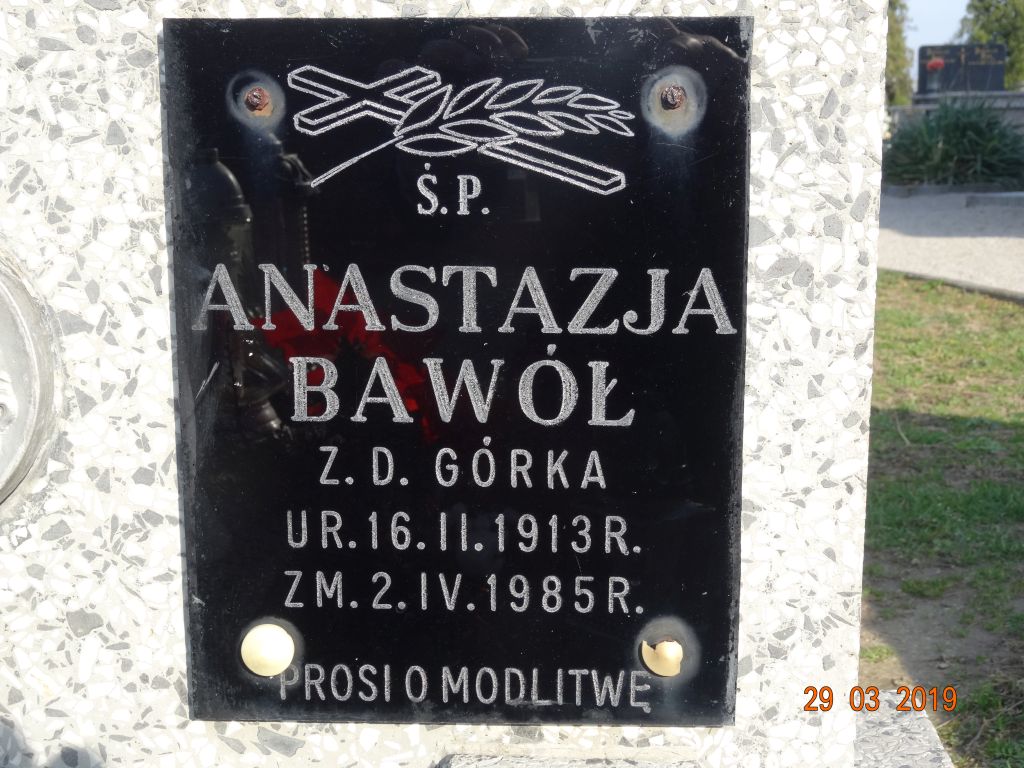 Ś.P.
ANASTAZJA
BAWÓŁ
Z.D. GÓRKA
UR.16.II.1913R.
ZM.2.IV.1985R.
PROSI O MODLITWĘ
29 03 2019